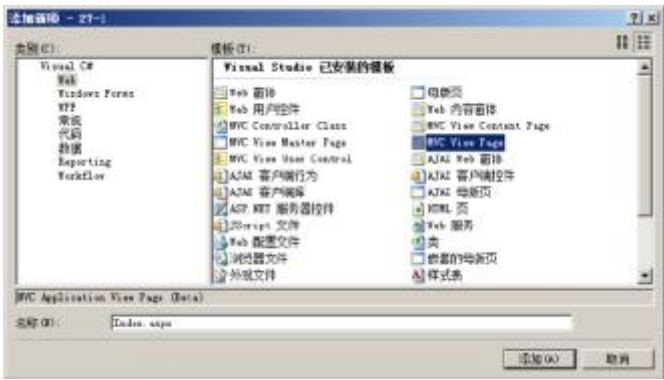 添加新项 - 27-1
类别(C):
模板(T):
Visual C#
Web
Windows Forms
WPF
常规
代码
数据
Reporting
Workflow
Visual Studio 已安装的模板
Web 窗体
母版页
Web 用户控件
Web 内容窗体
MVC Controller Class
MVC View Content Page
MVC View Master Page
MVC View Page
MVC View User Control
AJAX Web 窗体
AJAX 客户端行为
AJAX 客户端控件
AJAX 客户端库
AJAX 母版页
ASP.NET 服务器控件
HTML 页
JScript 文件
Web 服务
Web 配置文件
类
浏览器文件
嵌套的母版页
外观文件
样式表
MVC Application View Page (Beta)
名称(N):
Index.aspx
添加(A)
取消